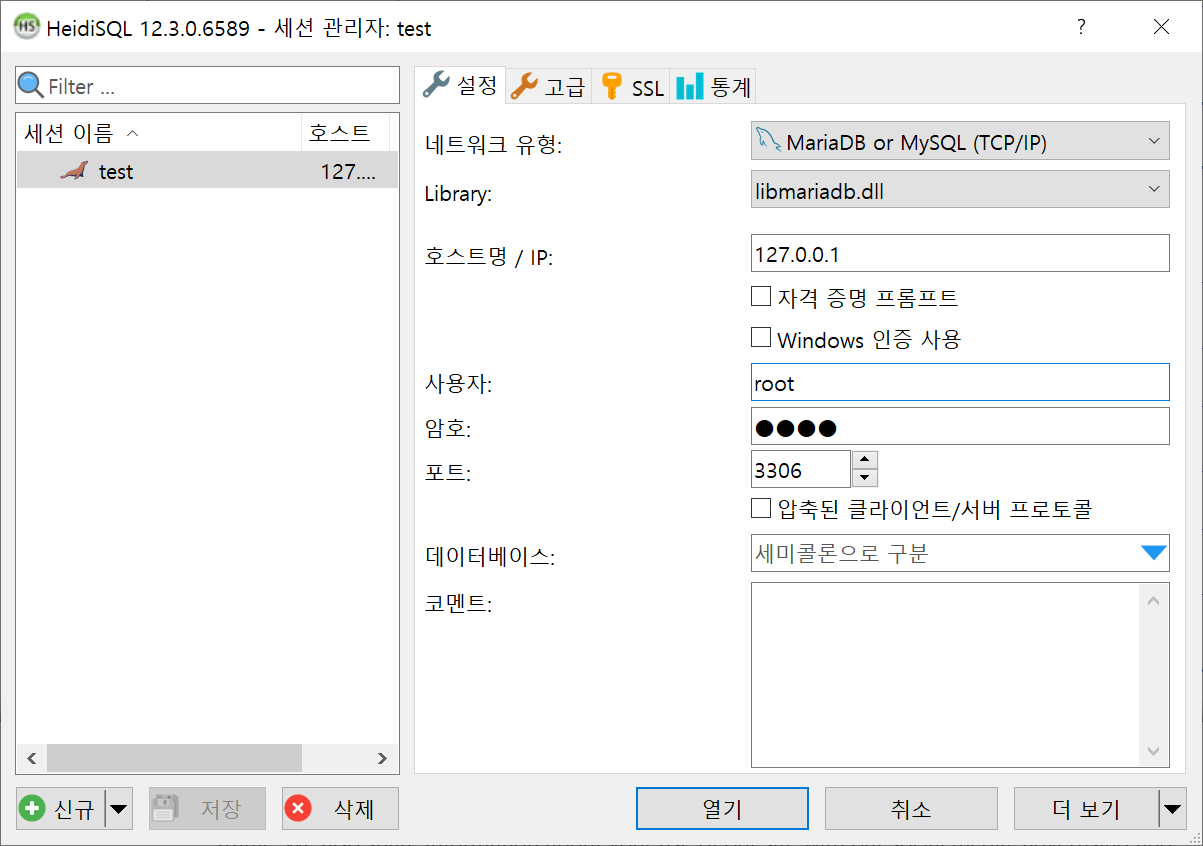 HeidiSQL 12.3.0.6589 - 세션 관리자: test
?
Filter ...
세션 이름 호스트
test 127....
설정 고급 SSL 통계
네트워크 유형: MariaDB or MySQL (TCP/IP)
Library: libmariadb.dll
호스트명 / IP: 127.0.0.1
자격 증명 프롬프트
Windows 인증 사용
사용자: root
암호: ●●●●
포트: 3306
압축된 클라이언트/서버 프로토콜
데이터베이스: 세미콜론으로 구분
코멘트:
신규 저장 삭제 열기 취소 더 보기